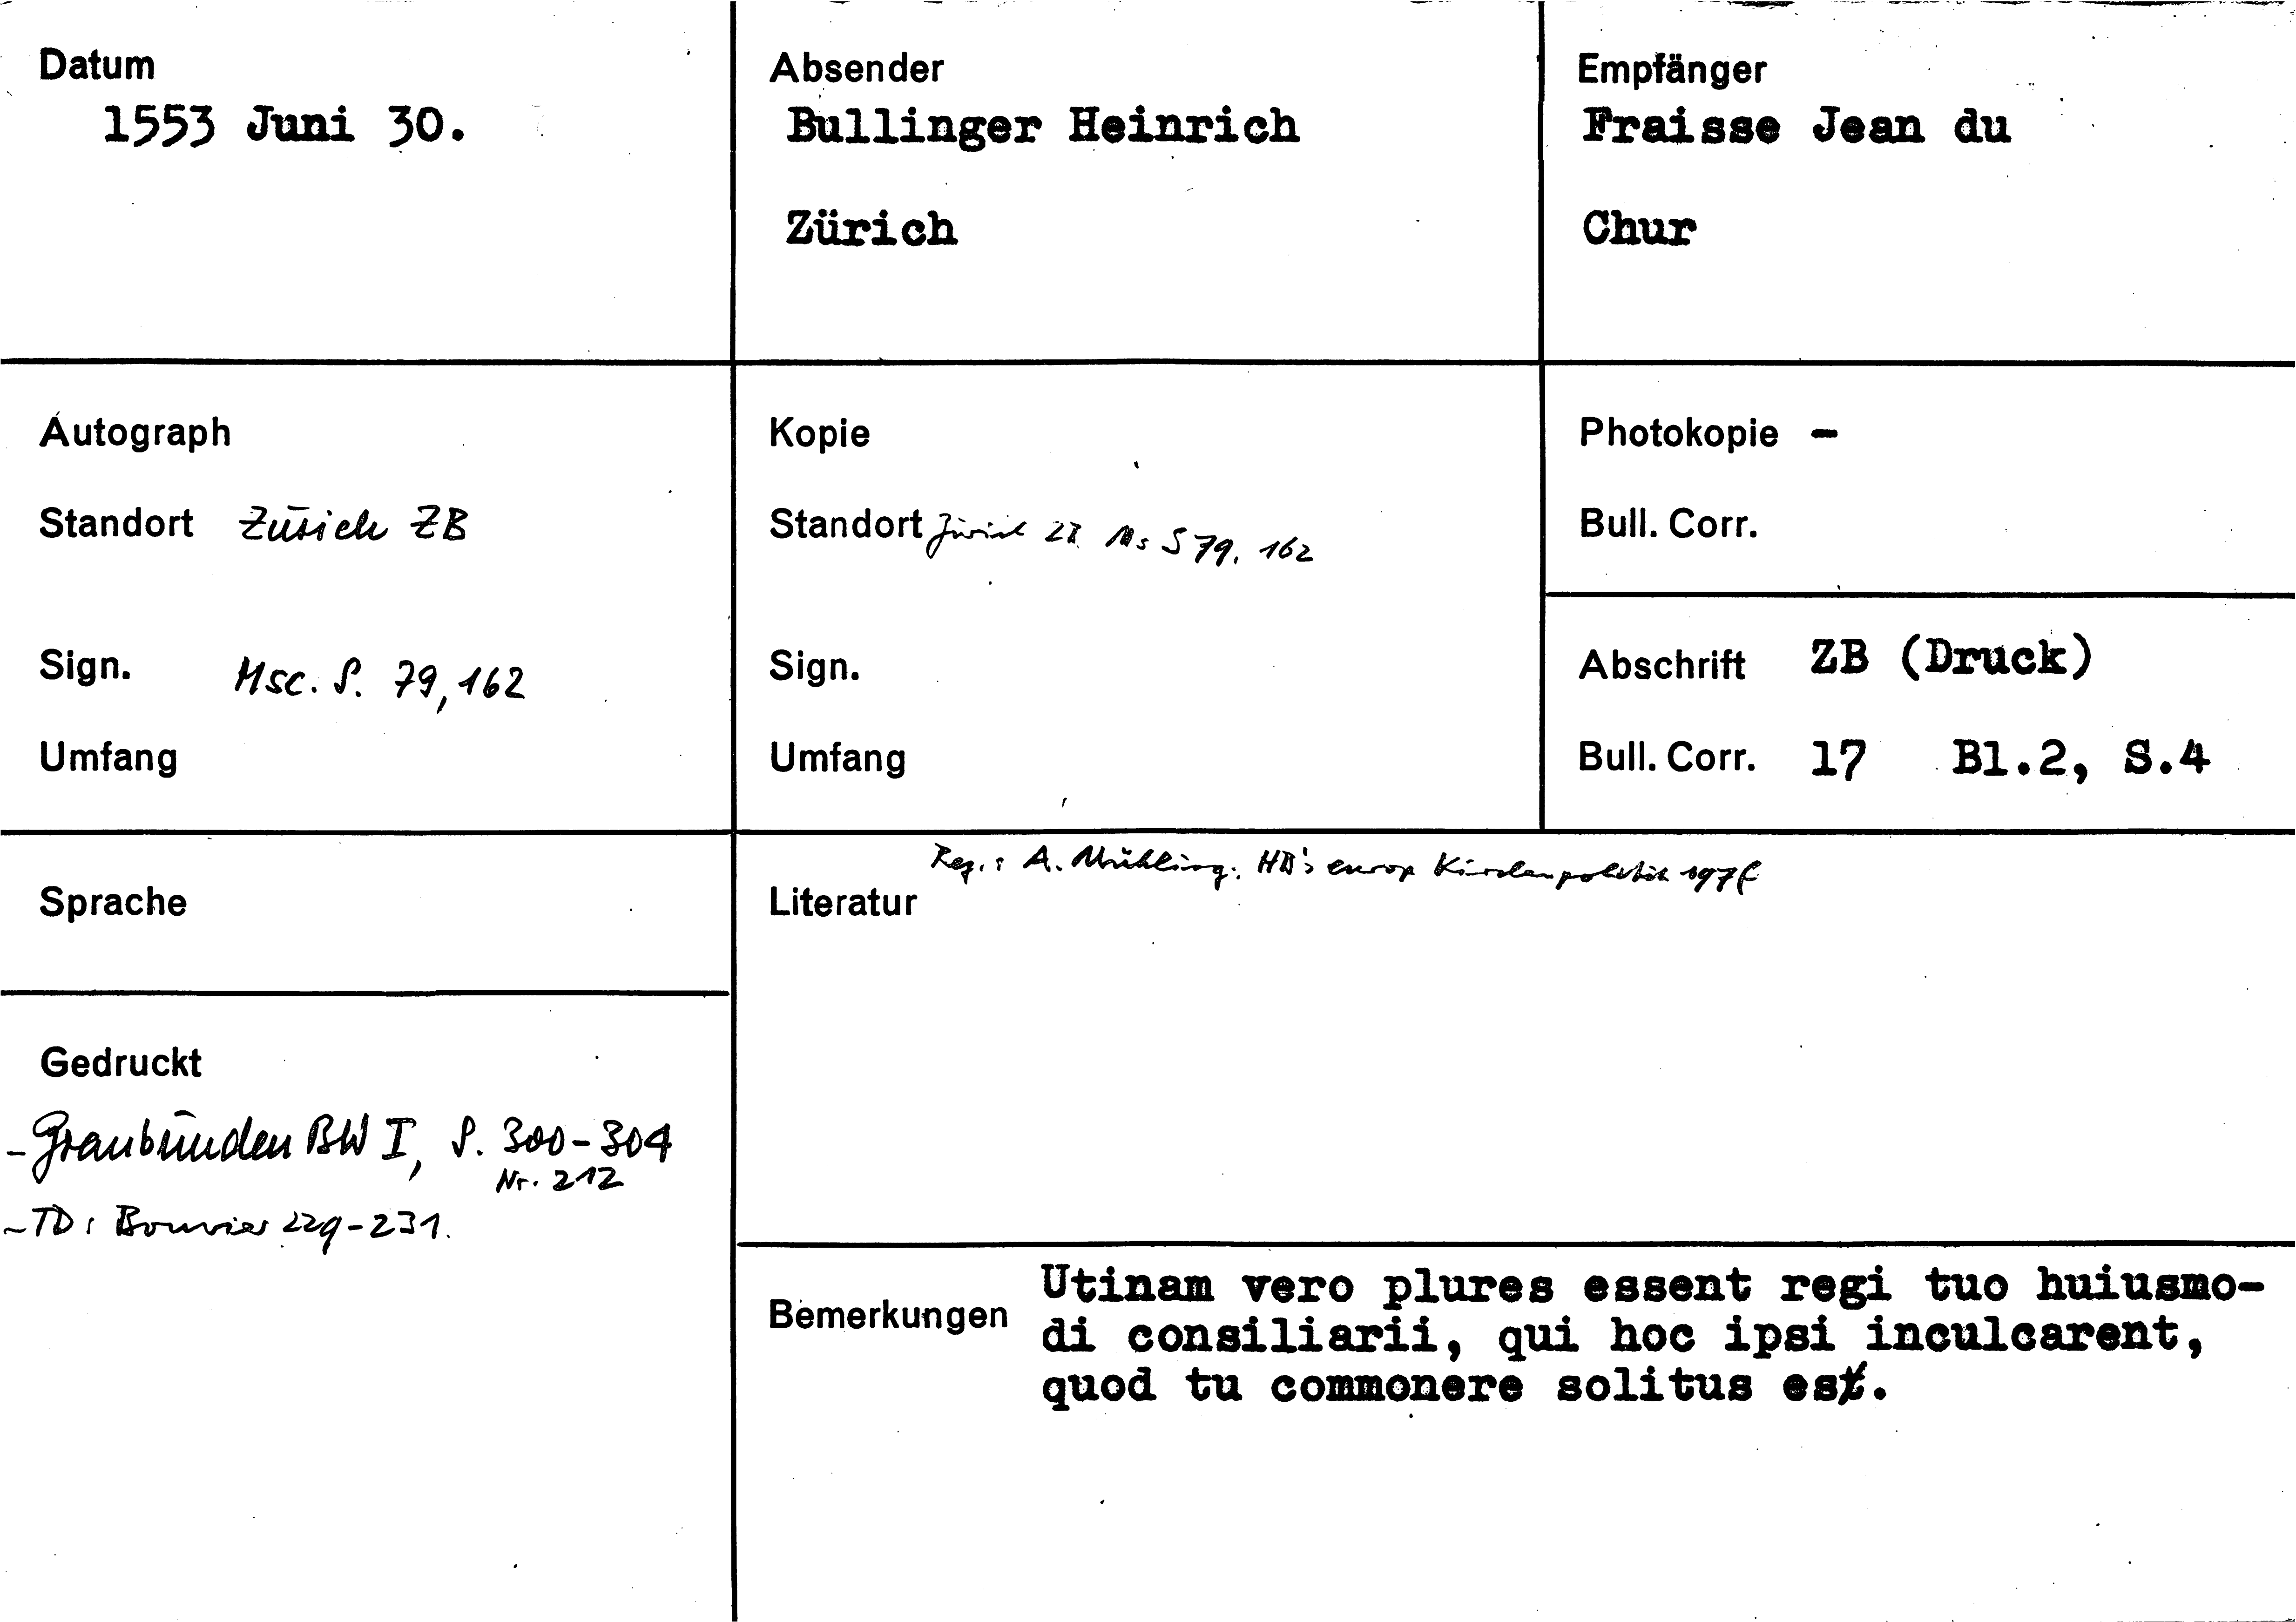 Datum
1553 Juni 30.
Absender
Bullinger Heinrich
Zürich
Empfänger
Fraisse Jean du
Chur
Autograph
Standort Zürich ZB
Sign. Msc. S. 79,162
Umfang
Kopie
Standort Zürich ZB Ms S 79, 162
Sign.
Umfang
Photokopie -
Bull. Corr.
Abschrift ZB (Druck)
Bull. Corr. 17 Bl.2, S.4
Sprache
Reg.: A. Mühling: HB's europ Kirchenpolitik 197f
Literatur
Gedruckt
- Graubünden BW I, S. 300-304
Nr. 212
- TD: Bouvier 229-231.
Bemerkungen
Utinam vero plures essent regi tuo huiusmo-
di consiliarii, qui hoc ipsi inculcarent,
quod tu commonere solitus es.